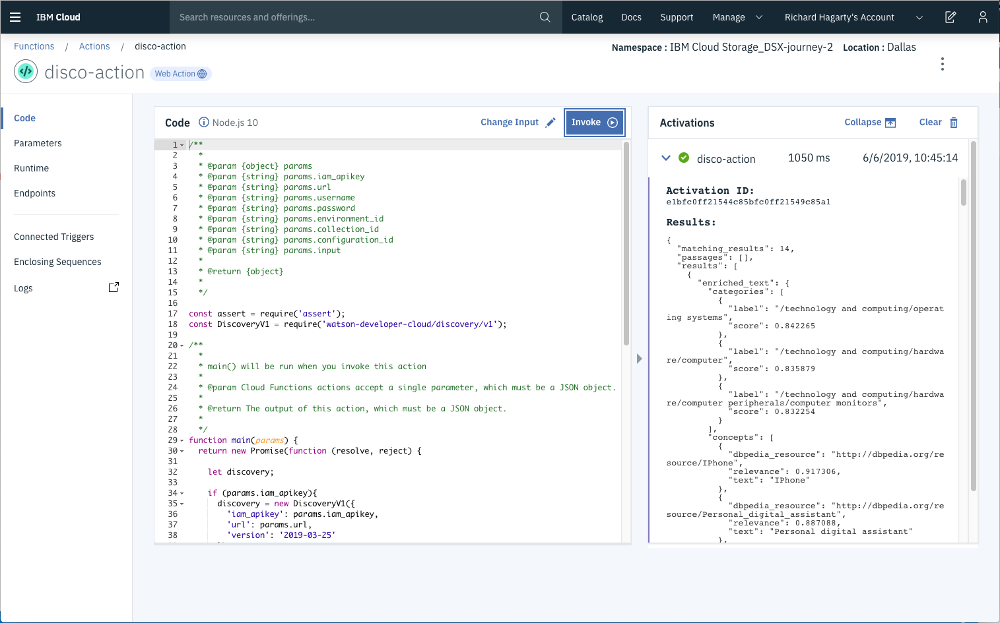 IBM Cloud
Search resources and offerings...
Catalog
Docs
Support
Manage
Richard Hagarty's Account
Functions / Actions / disco-action
Namespace : IBM Cloud Storage_DSX-journey-2 Location : Dallas
disco-action
Web Action
Code
Parameters
Runtime
Endpoints
Connected Triggers
Enclosing Sequences
Logs
Code
Node.js 10
Change Input
Invoke
1 /**
2 *
3 * @param {object} params
4 * @param {string} params.iam_apikey
5 * @param {string} params.url
6 * @param {string} params.username
7 * @param {string} params.password
8 * @param {string} params.environment_id
9 * @param {string} params.collection_id
10 * @param {string} params.configuration_id
11 * @param {string} params.input
12 *
13 * @return {object}
14 *
15 */
16
17 const assert = require('assert');
18 const DiscoveryV1 = require('watson-developer-cloud/discovery/v1');
19
20 /**
21 *
22 * main() will be run when you invoke this action
23 *
24 * @param Cloud Functions actions accept a single parameter, which must be a JSON object.
25 *
26 * @return The output of this action, which must be a JSON object.
27 *
28 */
29 function main(params) {
30 return new Promise(function (resolve, reject) {
31
32 let discovery;
33
34 if (params.iam_apikey){
35 discovery = new DiscoveryV1({
36 'iam_apikey': params.iam_apikey,
37 'url': params.url,
38 'version': '2019-03-25'
Activations
Collapse
Clear
disco-action 1050 ms 6/6/2019, 10:45:14
Activation ID:
e1bfc0ff21544c85bfc0ff21549c85a1
Results:
{
"matching_results": 14,
"passages": [],
"results": [
{
"enriched_text": {
"categories": [
{
"label": "/technology and computing/operat
ing systems",
"score": 0.842265
},
{
"label": "/technology and computing/hardwa
re/computer",
"score": 0.835879
},
{
"label": "/technology and computing/hardwa
re/computer peripherals/computer monitors",
"score": 0.832254
}
],
"concepts": [
{
"dbpedia_resource": "http://dbpedia.org/re
source/IPhone",
"relevance": 0.917306,
"text": "IPhone"
},
{
"dbpedia_resource": "http://dbpedia.org/re
source/Personal_digital_assistant",
"relevance": 0.887088,
"text": "Personal digital assistant"
},